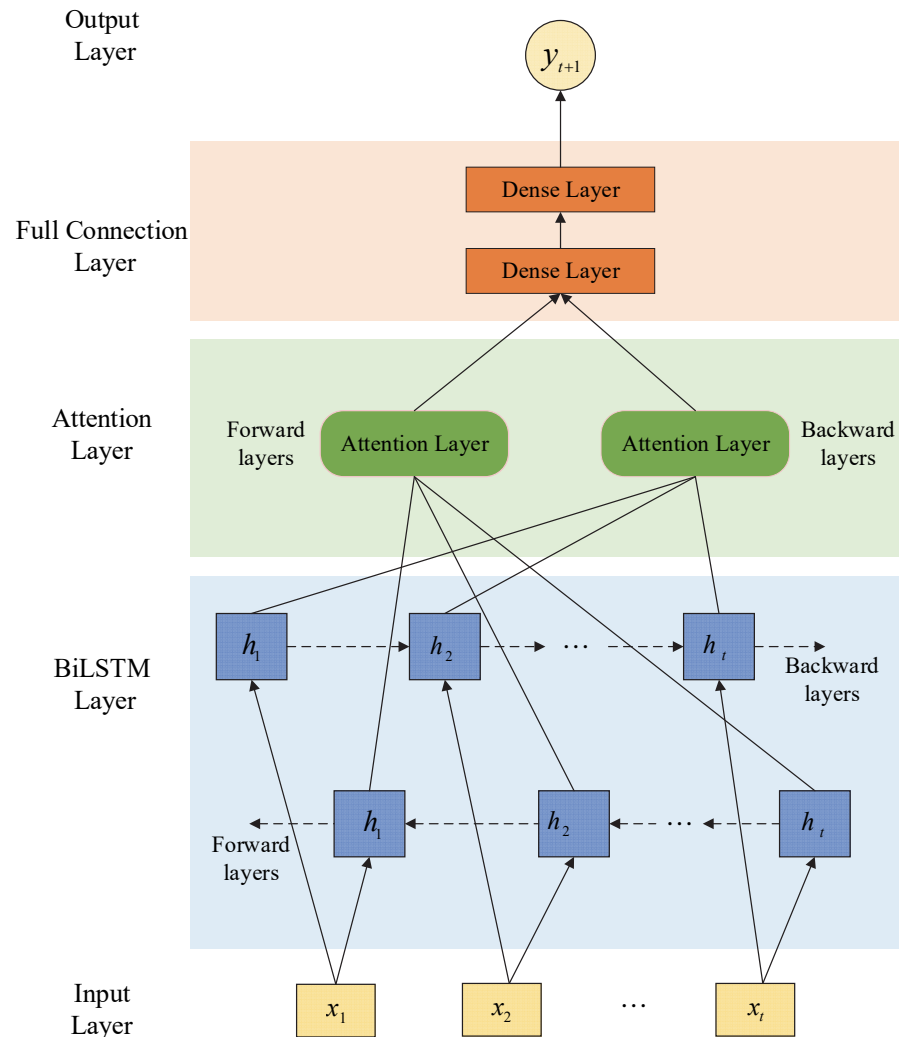 Output
Layer
y_{t+1}
Full Connection
Layer
Dense Layer
Dense Layer
Attention
Layer
Forward
layers
Attention Layer
Attention Layer
Backward
layers
BiLSTM
Layer
h_1
h_2
...
h_t
Backward
layers
h_1
h_2
...
h_t
Forward
layers
Input
Layer
x_1
x_2
...
x_t